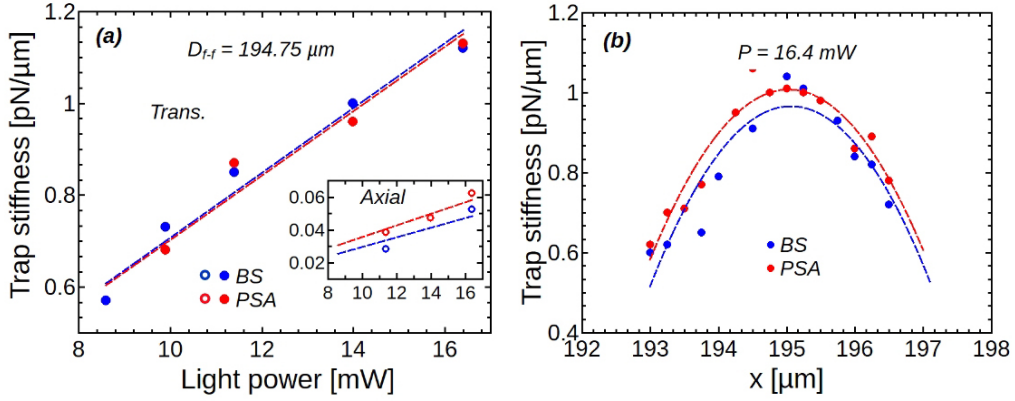 (a)
D_f-f = 194.75 µm
Trans.
Trap stiffness [pN/µm]
1.2
1
0.8
0.6
Axial
0.06
0.04
0.02
8 10 12 14 16
BS
PSA
8 10 12 14 16
Light power [mW]
(b)
P = 16.4 mW
Trap stiffness [pN/µm]
1.2
1
0.8
0.6
0.4
BS
PSA
192 193 194 195 196 197 198
x [µm]